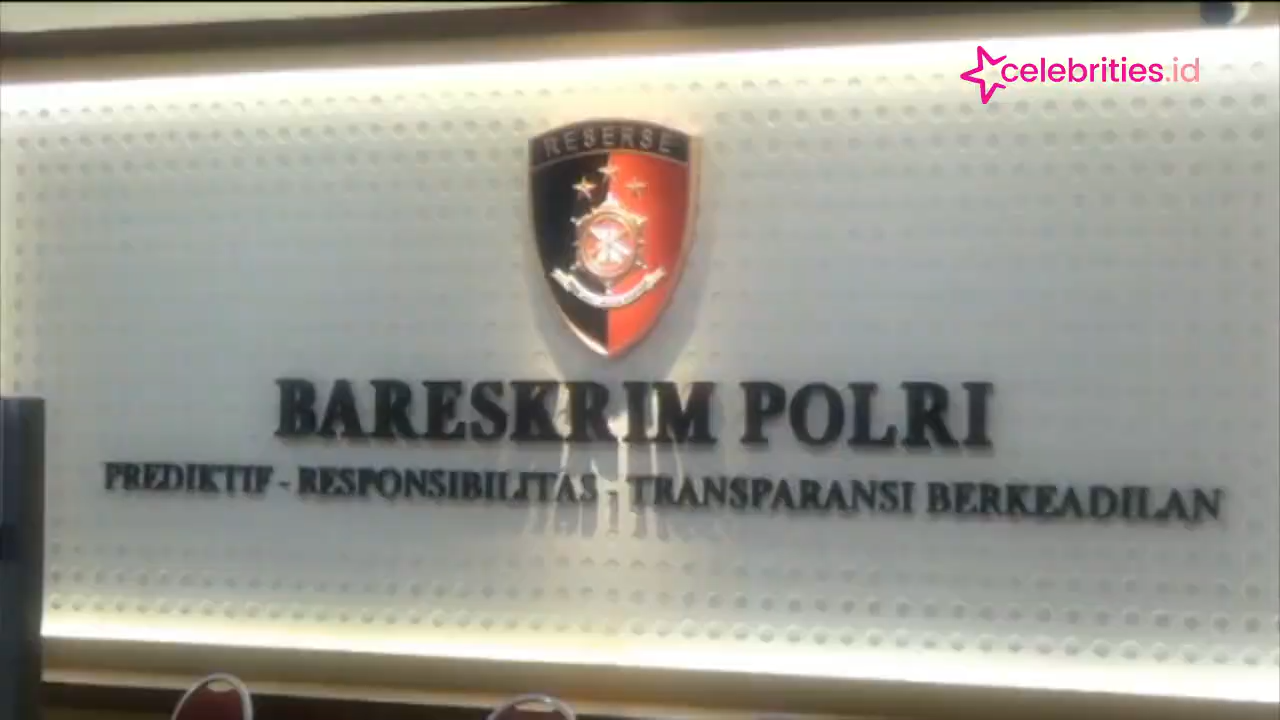 celebrities.id
RESERSE
BARESKRIM POLRI
PREDIKTIF - RESPONSIBILITAS - TRANSPARANSI BERKEADILAN